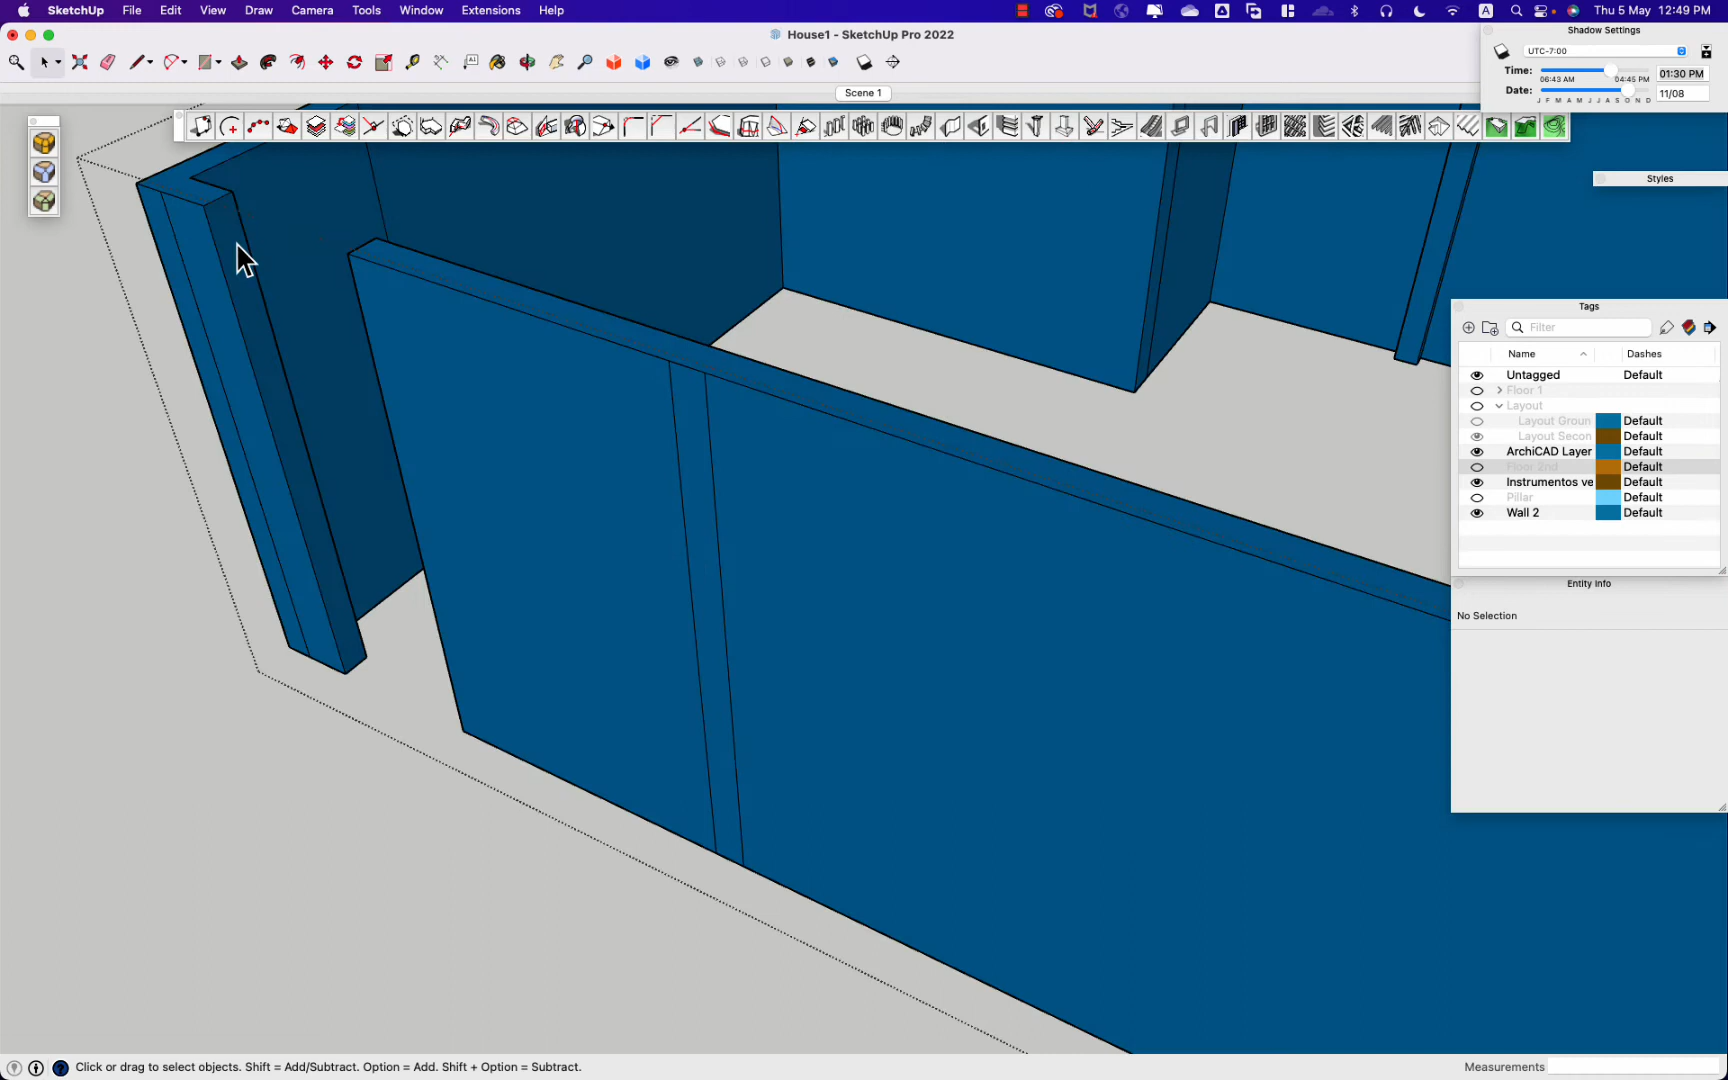 SketchUp File Edit View Draw Camera Tools Window Extensions Help
A Thu 5 May 12:49 PM
House1 - SketchUp Pro 2022
Shadow Settings
UTC-7:00
Time: 01:30 PM
06:43 AM 04:45 PM
Date: 11/08
J F M A M J J A S O N D
Scene 1
Styles
Tags
Filter
Name Dashes
Untagged Default
Floor 1
Layout
Layout Groun Default
Layout Secon Default
ArchiCAD Layer Default
Floor 2nd Default
Instrumentos ve Default
Pillar Default
Wall 2 Default
Entity Info
No Selection
Click or drag to select objects. Shift = Add/Subtract. Option = Add. Shift + Option = Subtract.
Measurements